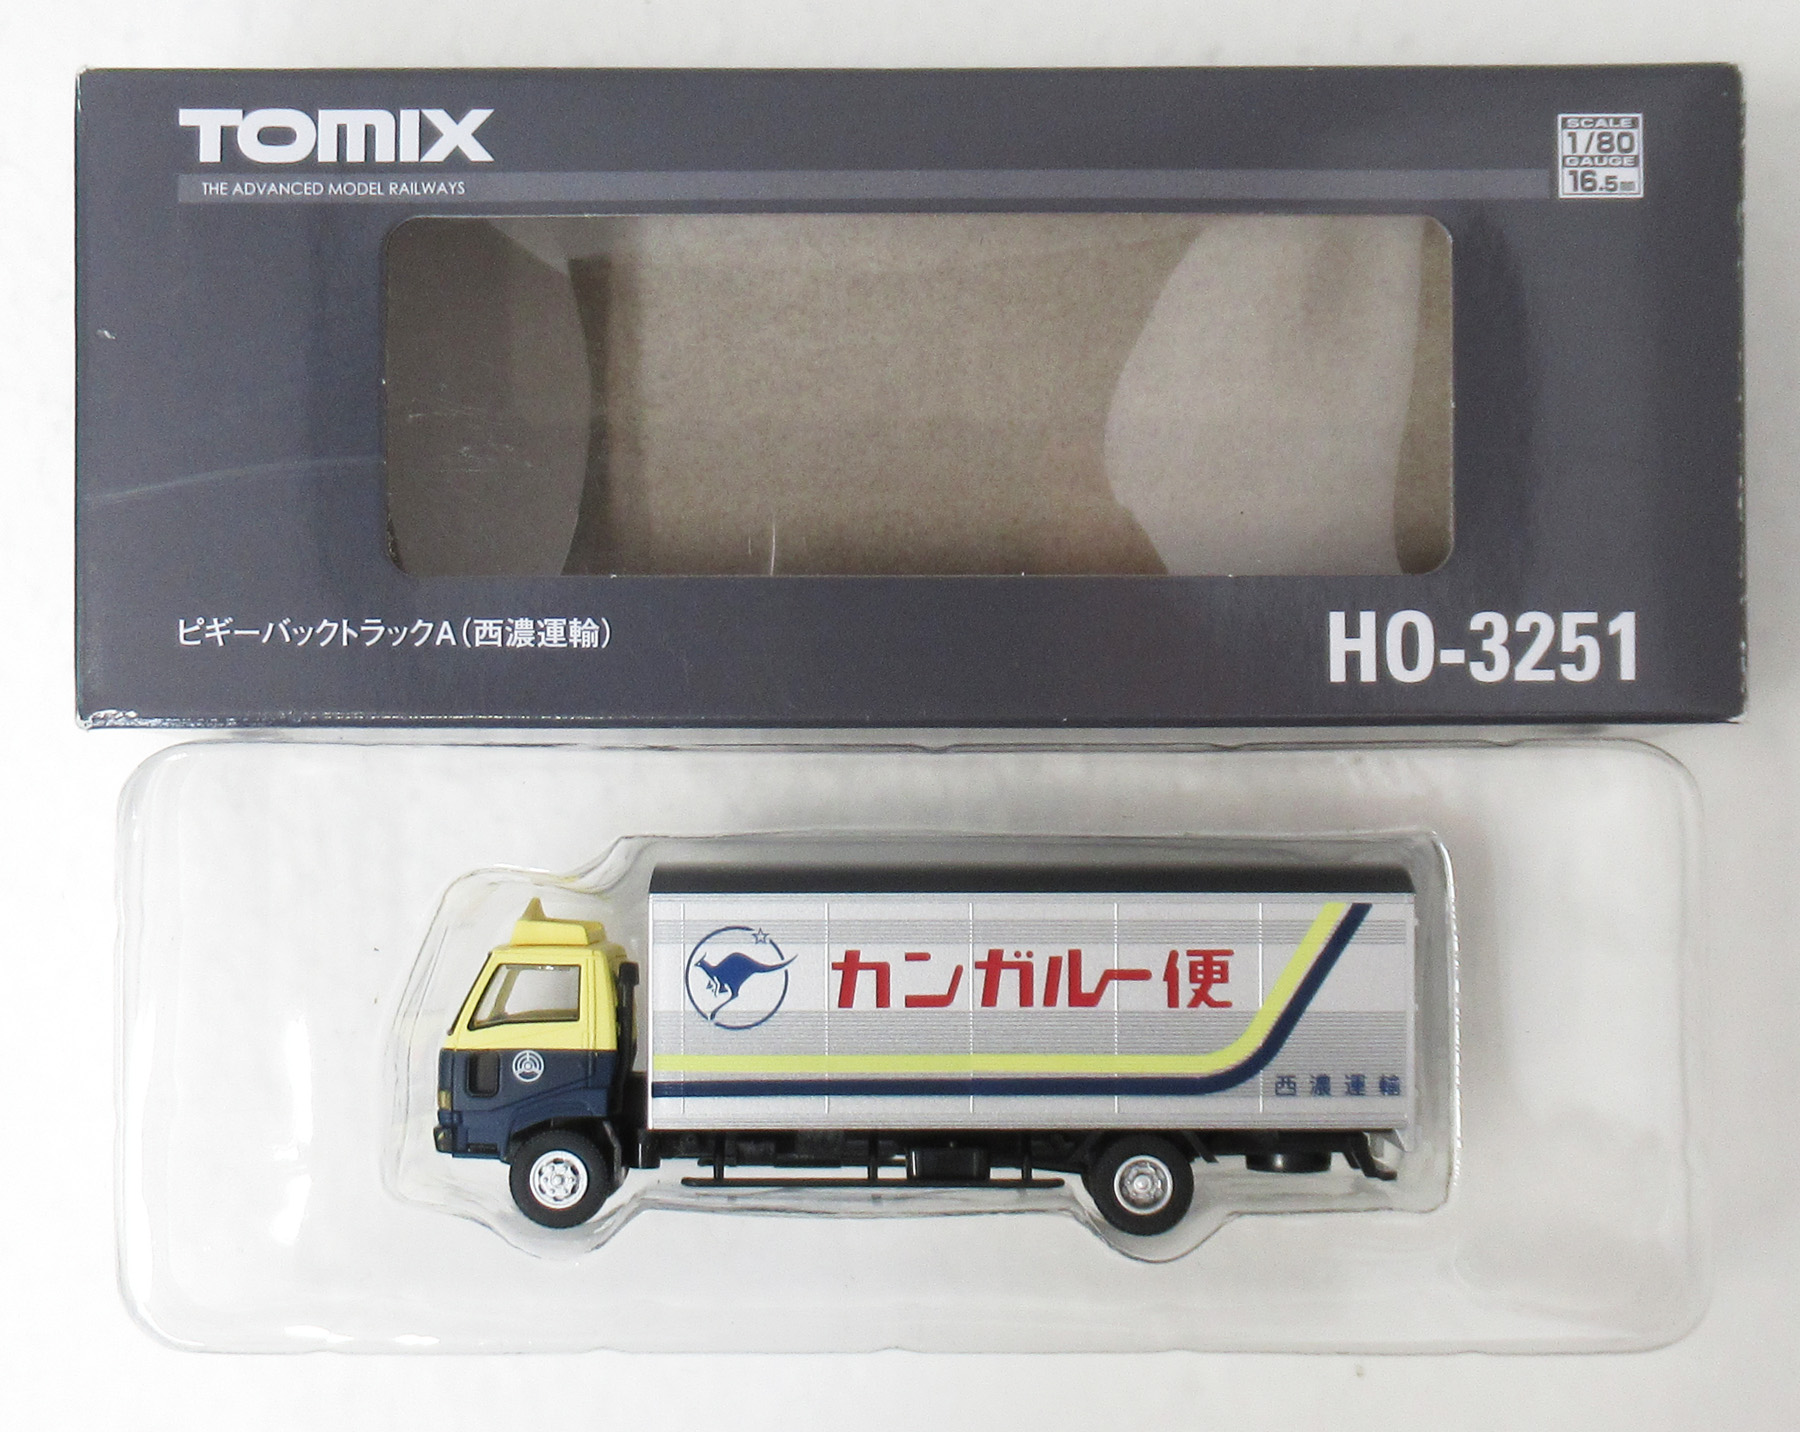 TOMIX
THE ADVANCED MODEL RAILWAYS
SCALE
1/80
GAUGE
16.5mm
ピギーバックトラックA(西濃運輸)
HO-3251
カンガルー便
西濃運輸